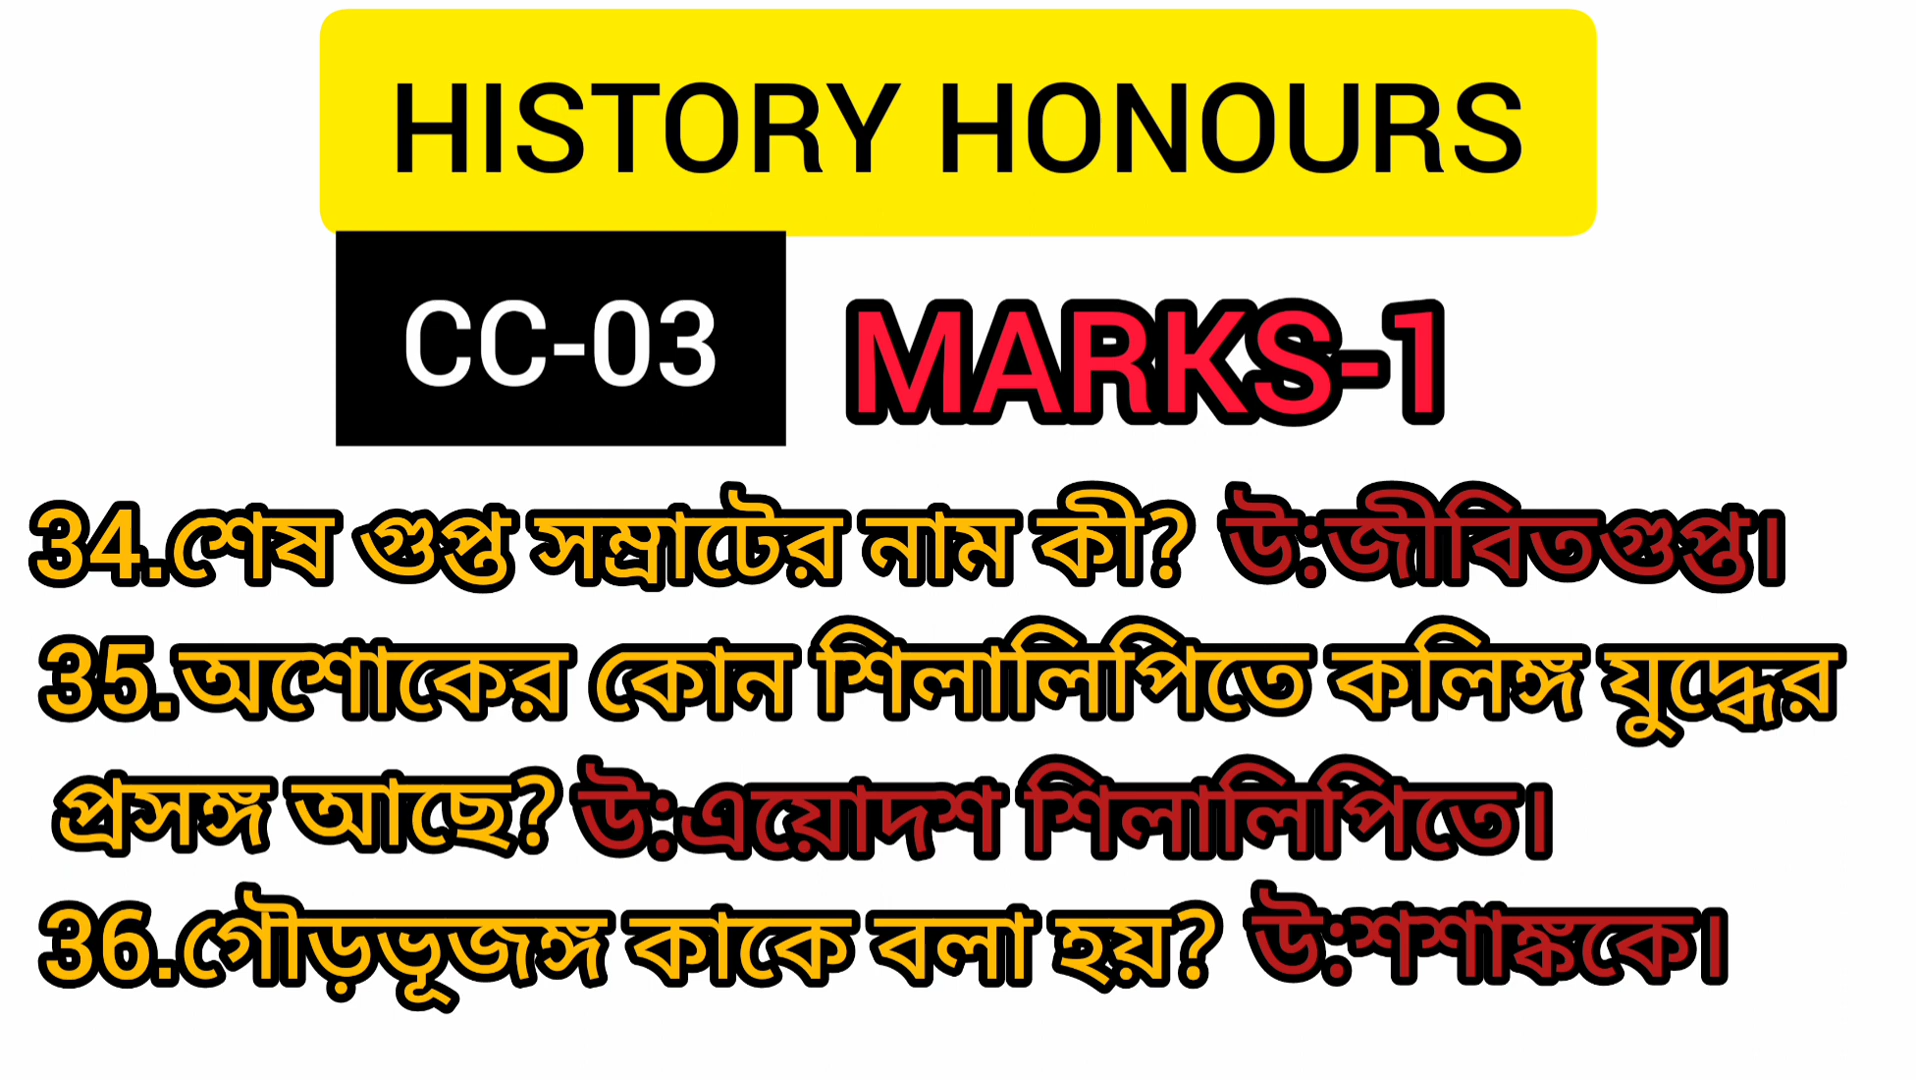 HISTORY HONOURS
CC-03 MARKS-1
34.শেষ গুপ্ত সম্রাটের নাম কী? উ:জীবিতগুপ্ত।
35.অশোকের কোন শিলালিপিতে কলিঙ্গ যুদ্ধের
প্রসঙ্গ আছে? উ:এয়োদশ শিলালিপিতে।
36.গৌড়ভূজঙ্গ কাকে বলা হয়? উ:শশাঙ্ককে।